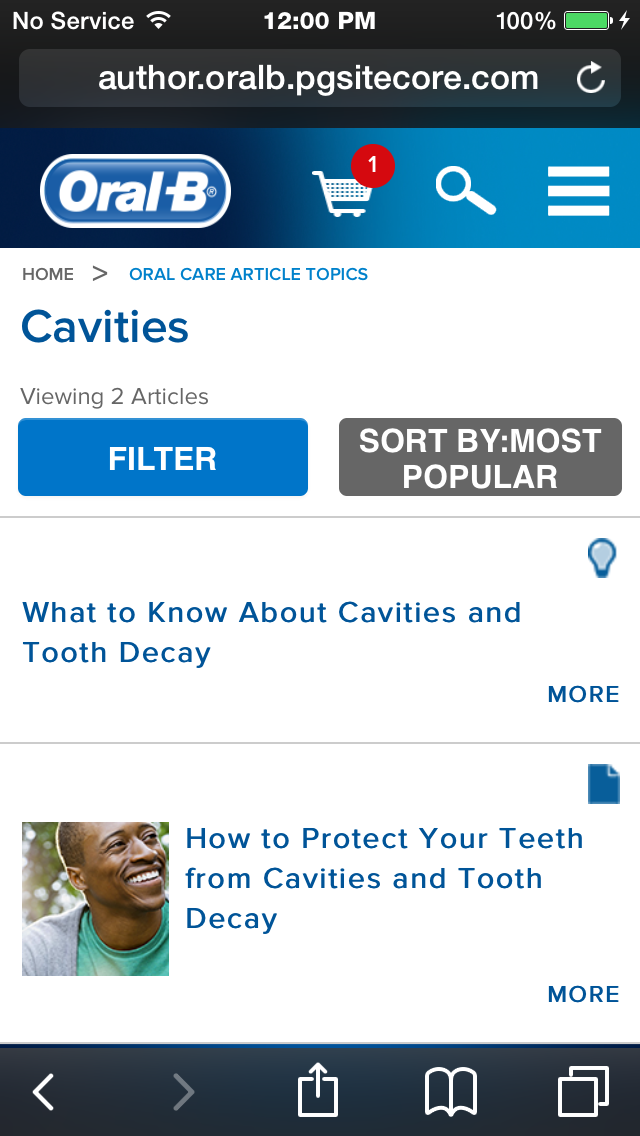 No Service 12:00 PM 100%
author.oralb.pgsitecore.com
Oral-B® 1
HOME > ORAL CARE ARTICLE TOPICS
Cavities
Viewing 2 Articles
FILTER
SORT BY:MOST
POPULAR
What to Know About Cavities and
Tooth Decay
MORE
How to Protect Your Teeth
from Cavities and Tooth
Decay
MORE